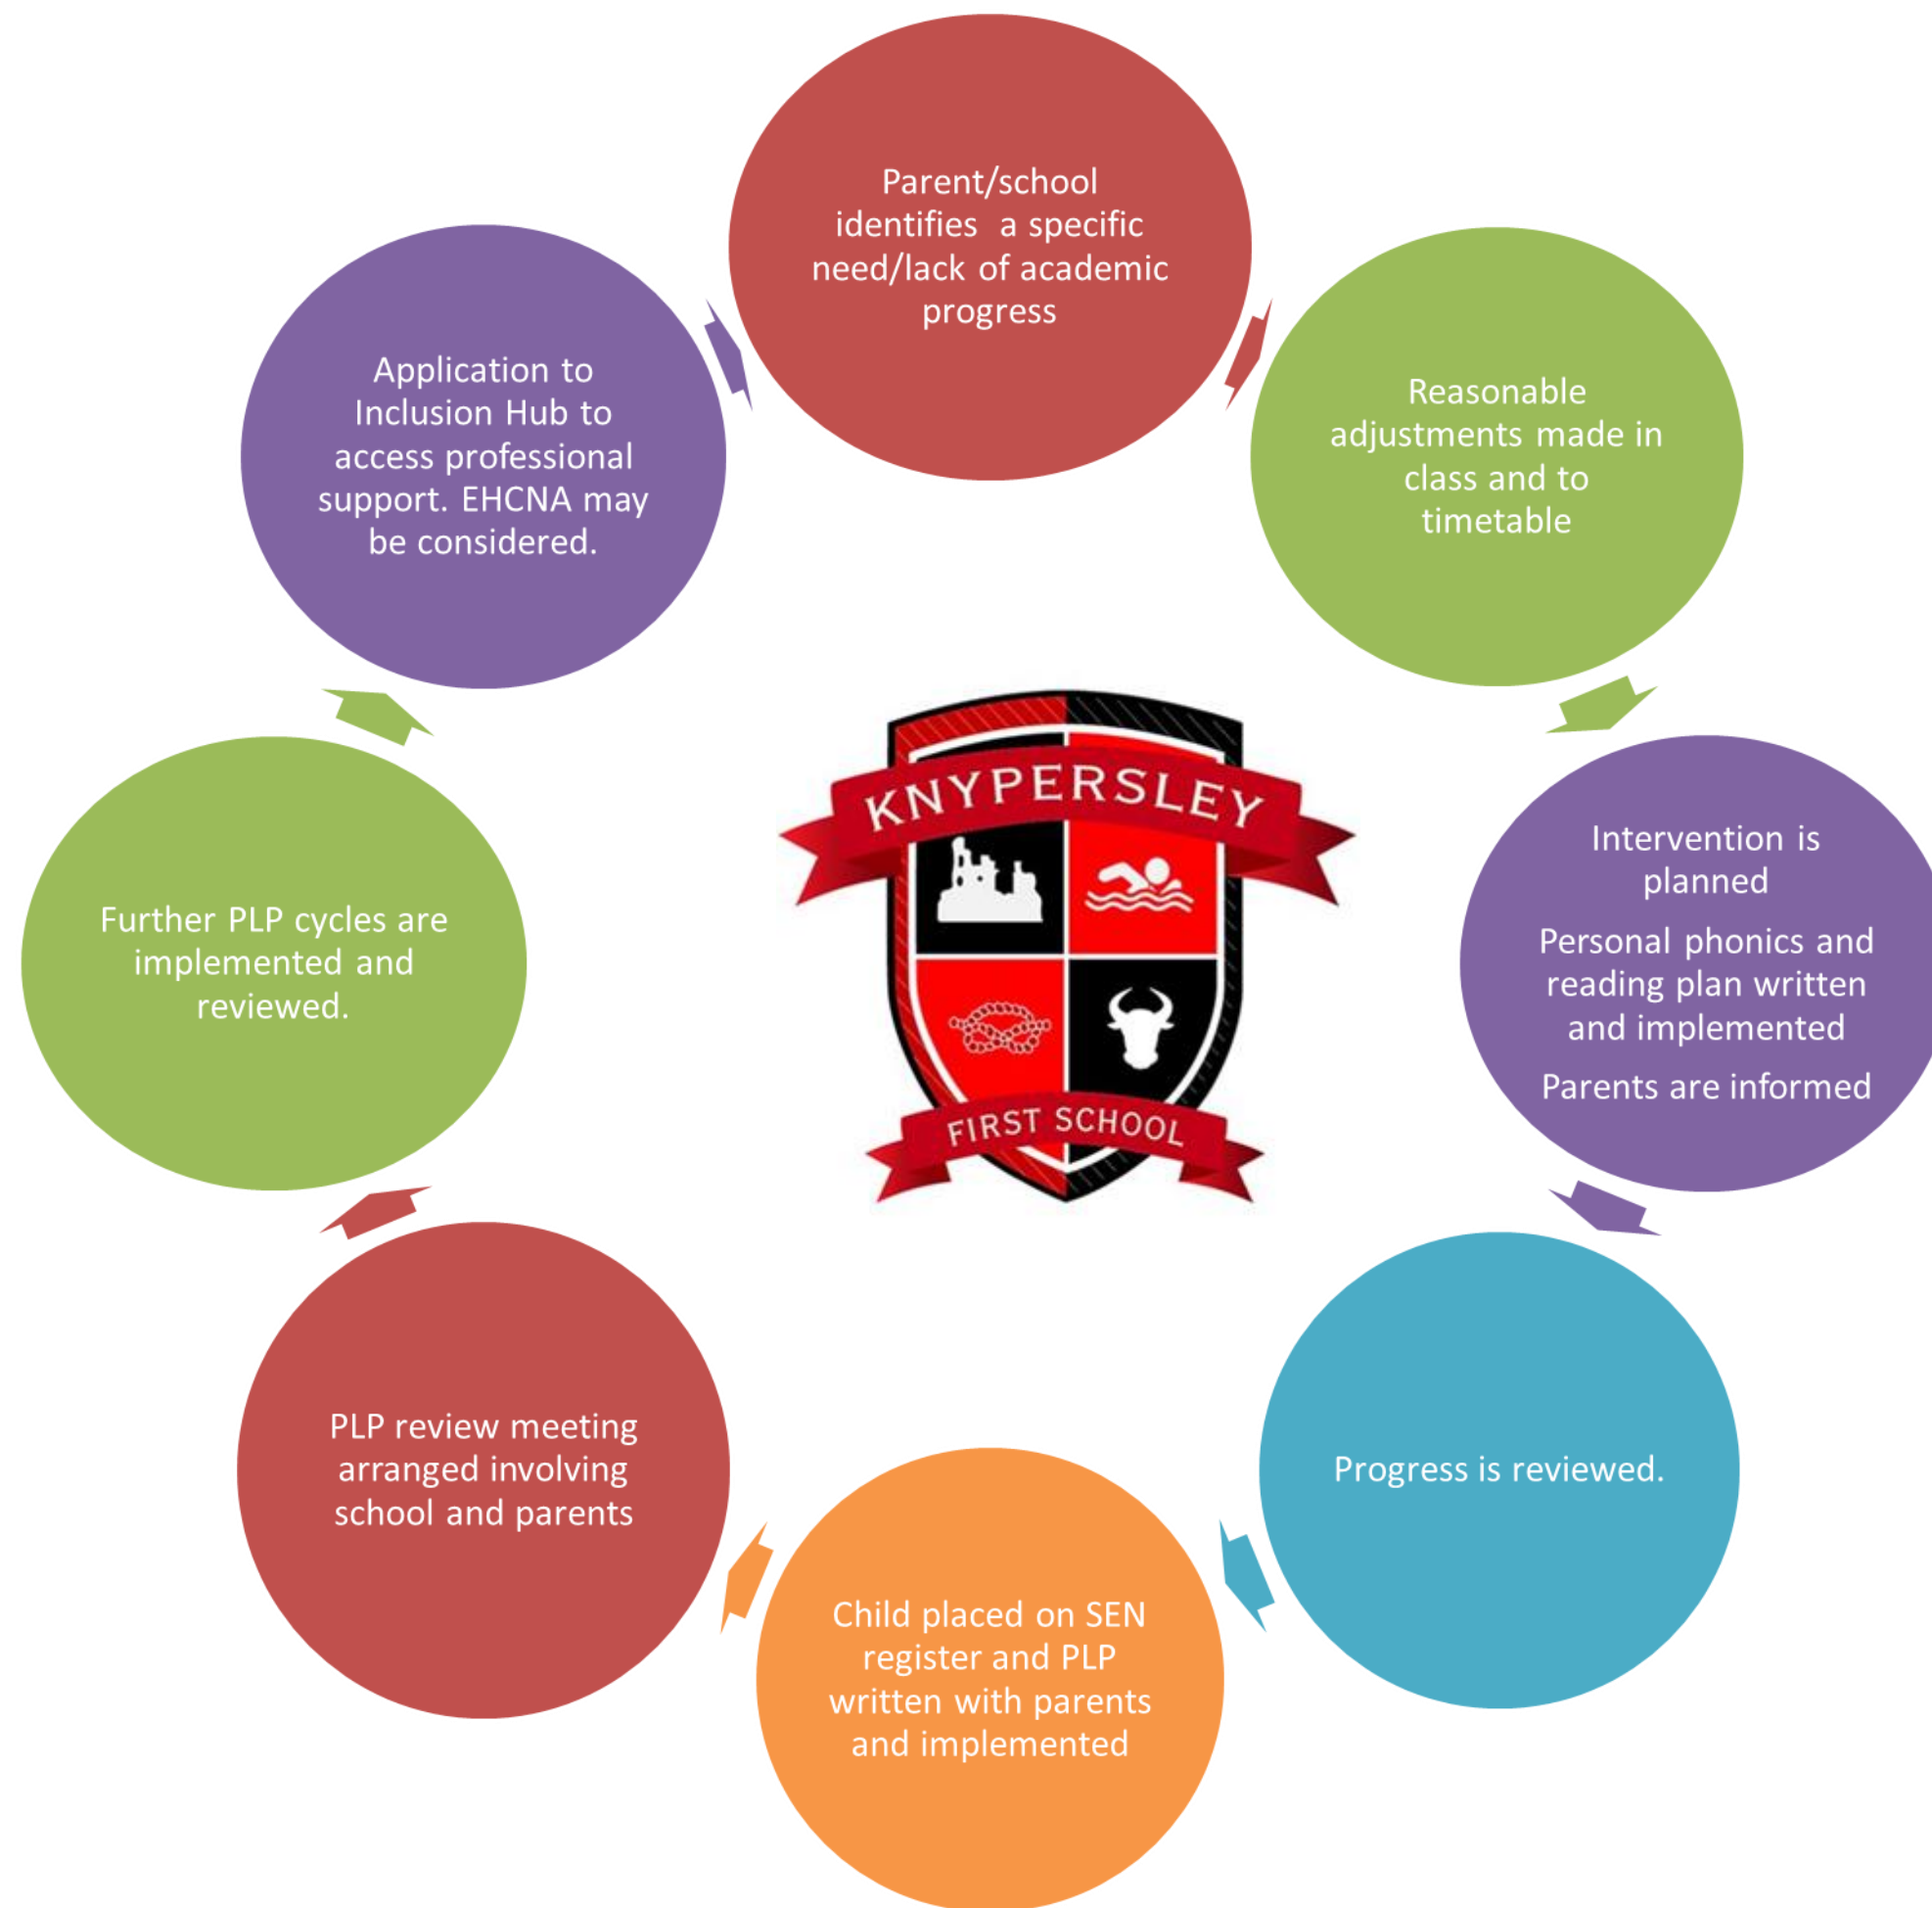 Parent/school
identifies a specific
need/lack of academic
progress
Reasonable
adjustments made in
class and to
timetable
Intervention is
planned
Personal phonics and
reading plan written
and implemented
Parents are informed
Progress is reviewed.
Child placed on SEN
register and PLP
written with parents
and implemented
PLP review meeting
arranged involving
school and parents
Further PLP cycles are
implemented and
reviewed.
Application to
Inclusion Hub to
access professional
support. EHCNA may
be considered.
KNYPERSLEY
FIRST SCHOOL